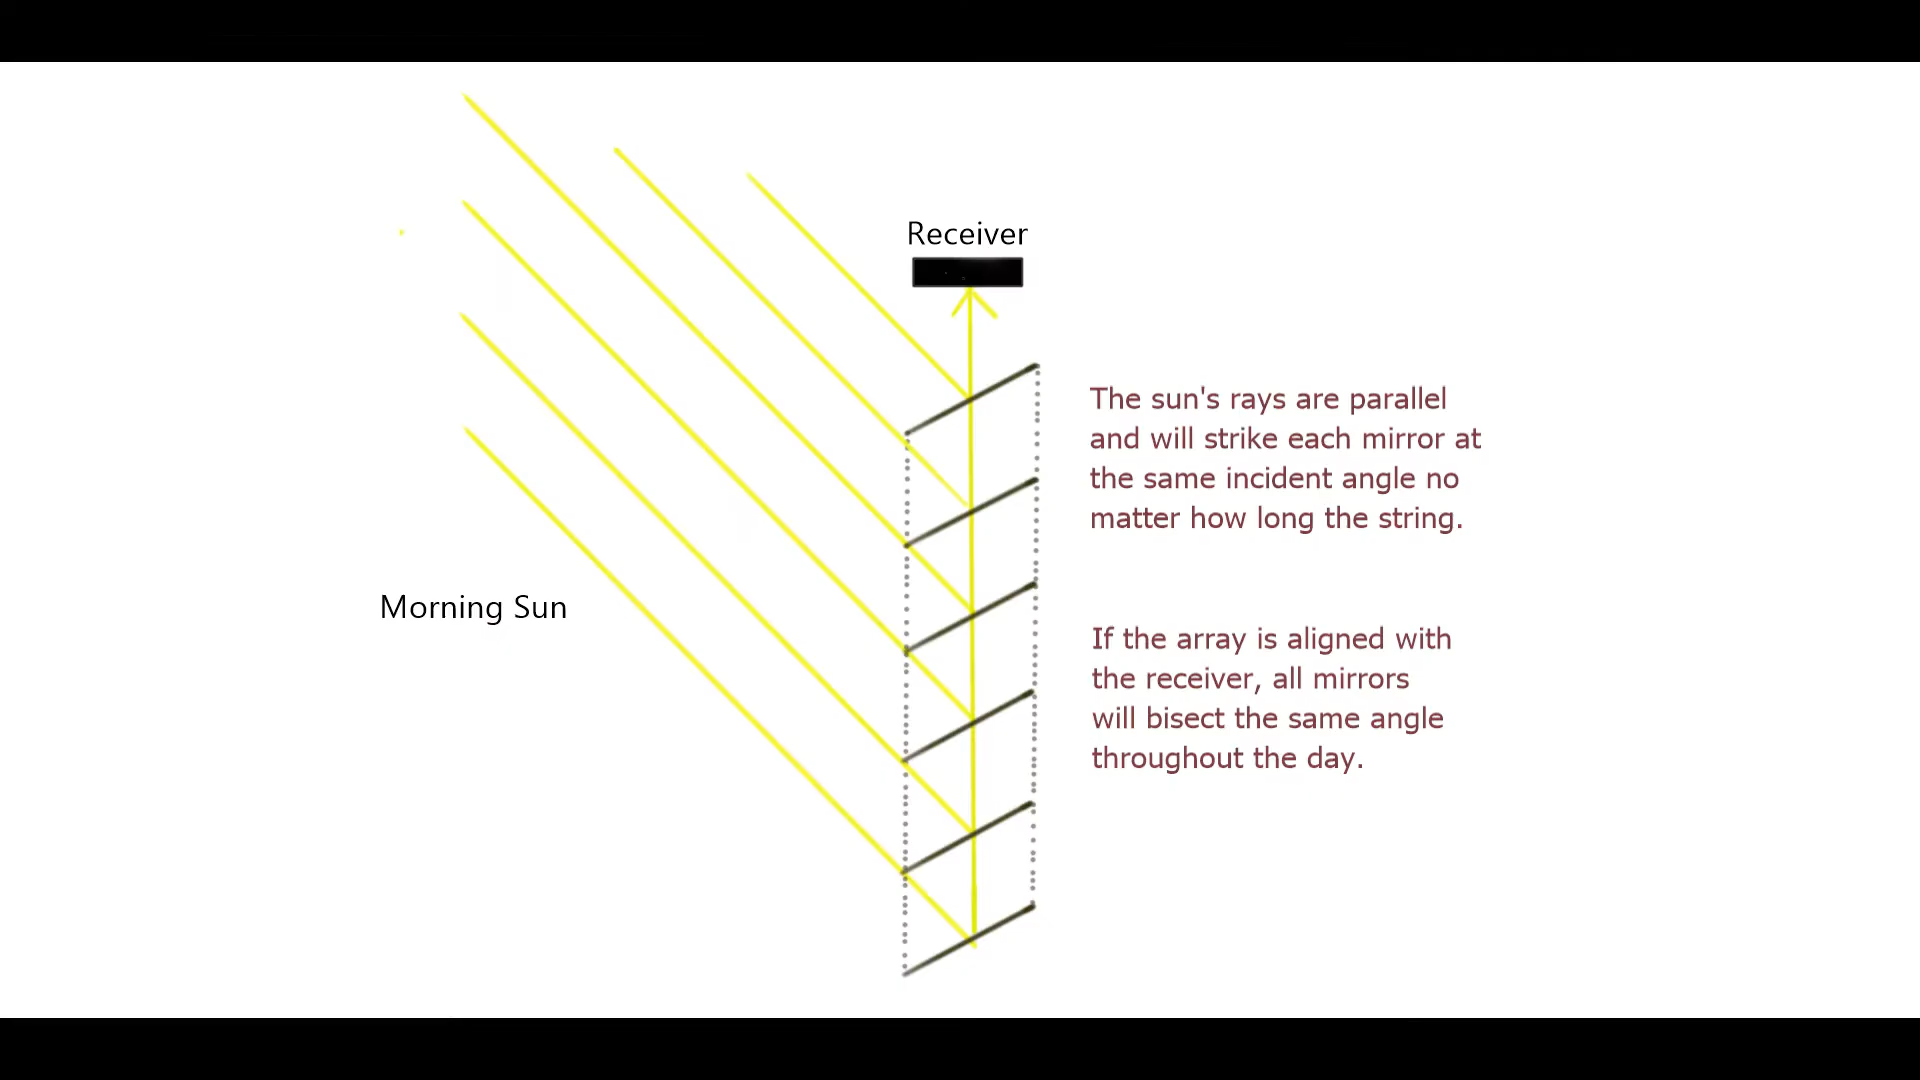 Receiver
The sun's rays are parallel
and will strike each mirror at
the same incident angle no
matter how long the string.
Morning Sun
If the array is aligned with
the receiver, all mirrors
will bisect the same angle
throughout the day.